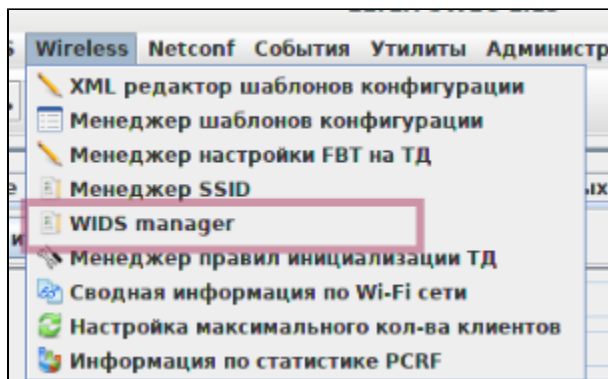 Wireless Netconf События Утилиты Администр
XML редактор шаблонов конфигурации
Менеджер шаблонов конфигурации
Менеджер настройки FBT на ТД
Менеджер SSID
WIDS manager
Менеджер правил инициализации ТД
Сводная информация по Wi-Fi сети
Настройка максимального кол-ва клиентов
Информация по статистике PCRF